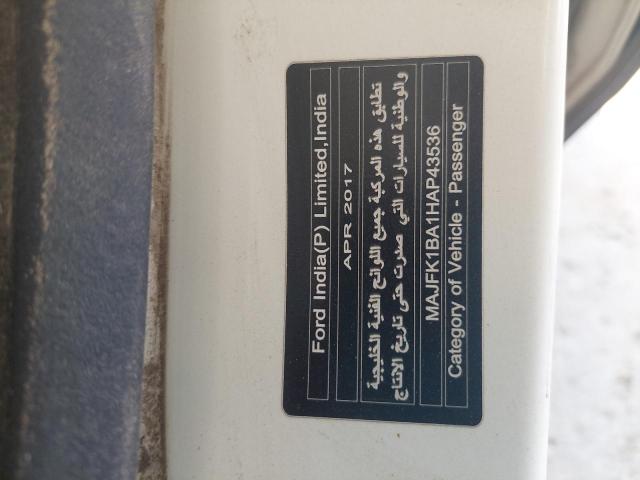 Ford India(P) Limited,India
APR 2017
تطابق هذه المركبة جميع اللوائح الفنية الخليجية
والوطنية للسيارات التي صدرت حتى تاريخ الانتاج
MAJFK1BA1HAP43536
Category of Vehicle - Passenger